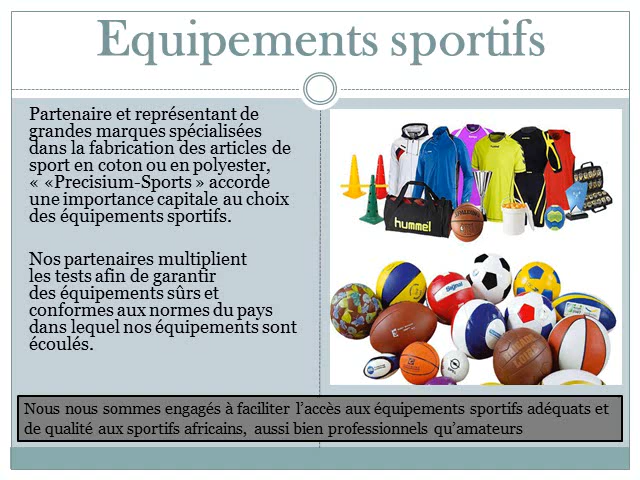 Equipements sportifs
Partenaire et représentant de
grandes marques spécialisées
dans la fabrication des articles de
sport en coton ou en polyester,
« «Precisium-Sports » accorde
une importance capitale au choix
des équipements sportifs.
Nos partenaires multiplient
les tests afin de garantir
des équipements sûrs et
conformes aux normes du pays
dans lequel nos équipements sont
écoulés.
hummel
SPALDING
Signal
Nous nous sommes engagés à faciliter l’accès aux équipements sportifs adéquats et
de qualité aux sportifs africains, aussi bien professionnels qu’amateurs